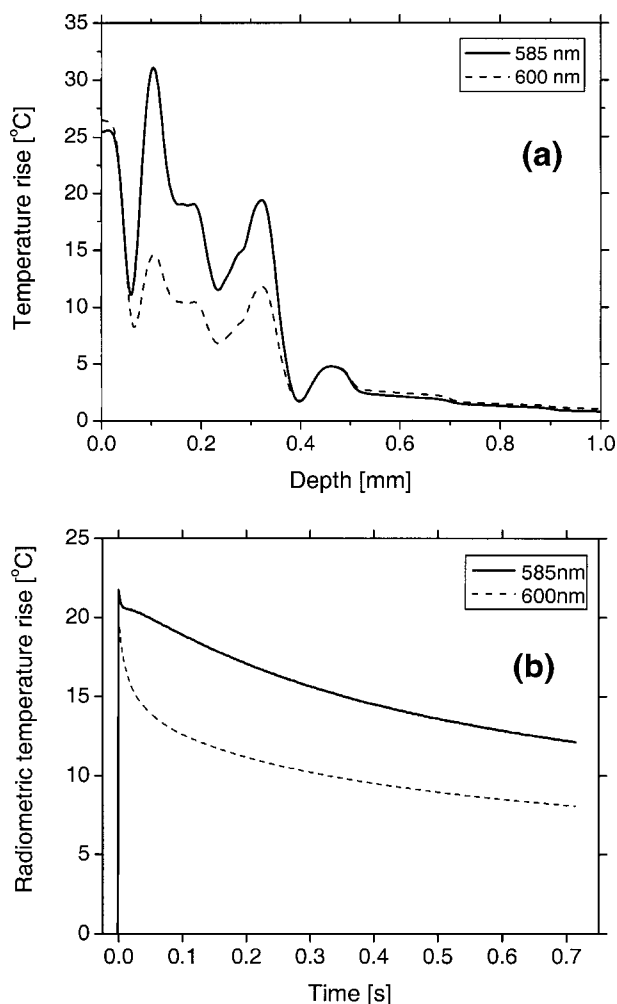 35
30
25
20
15
10
5
0
Temperature rise [°C]
585 nm
600 nm
(a)
0.0 0.2 0.4 0.6 0.8 1.0
Depth [mm]
25
20
15
10
5
0
Radiometric temperature rise [°C]
585nm
600nm
(b)
0.0 0.1 0.2 0.3 0.4 0.5 0.6 0.7
Time [s]